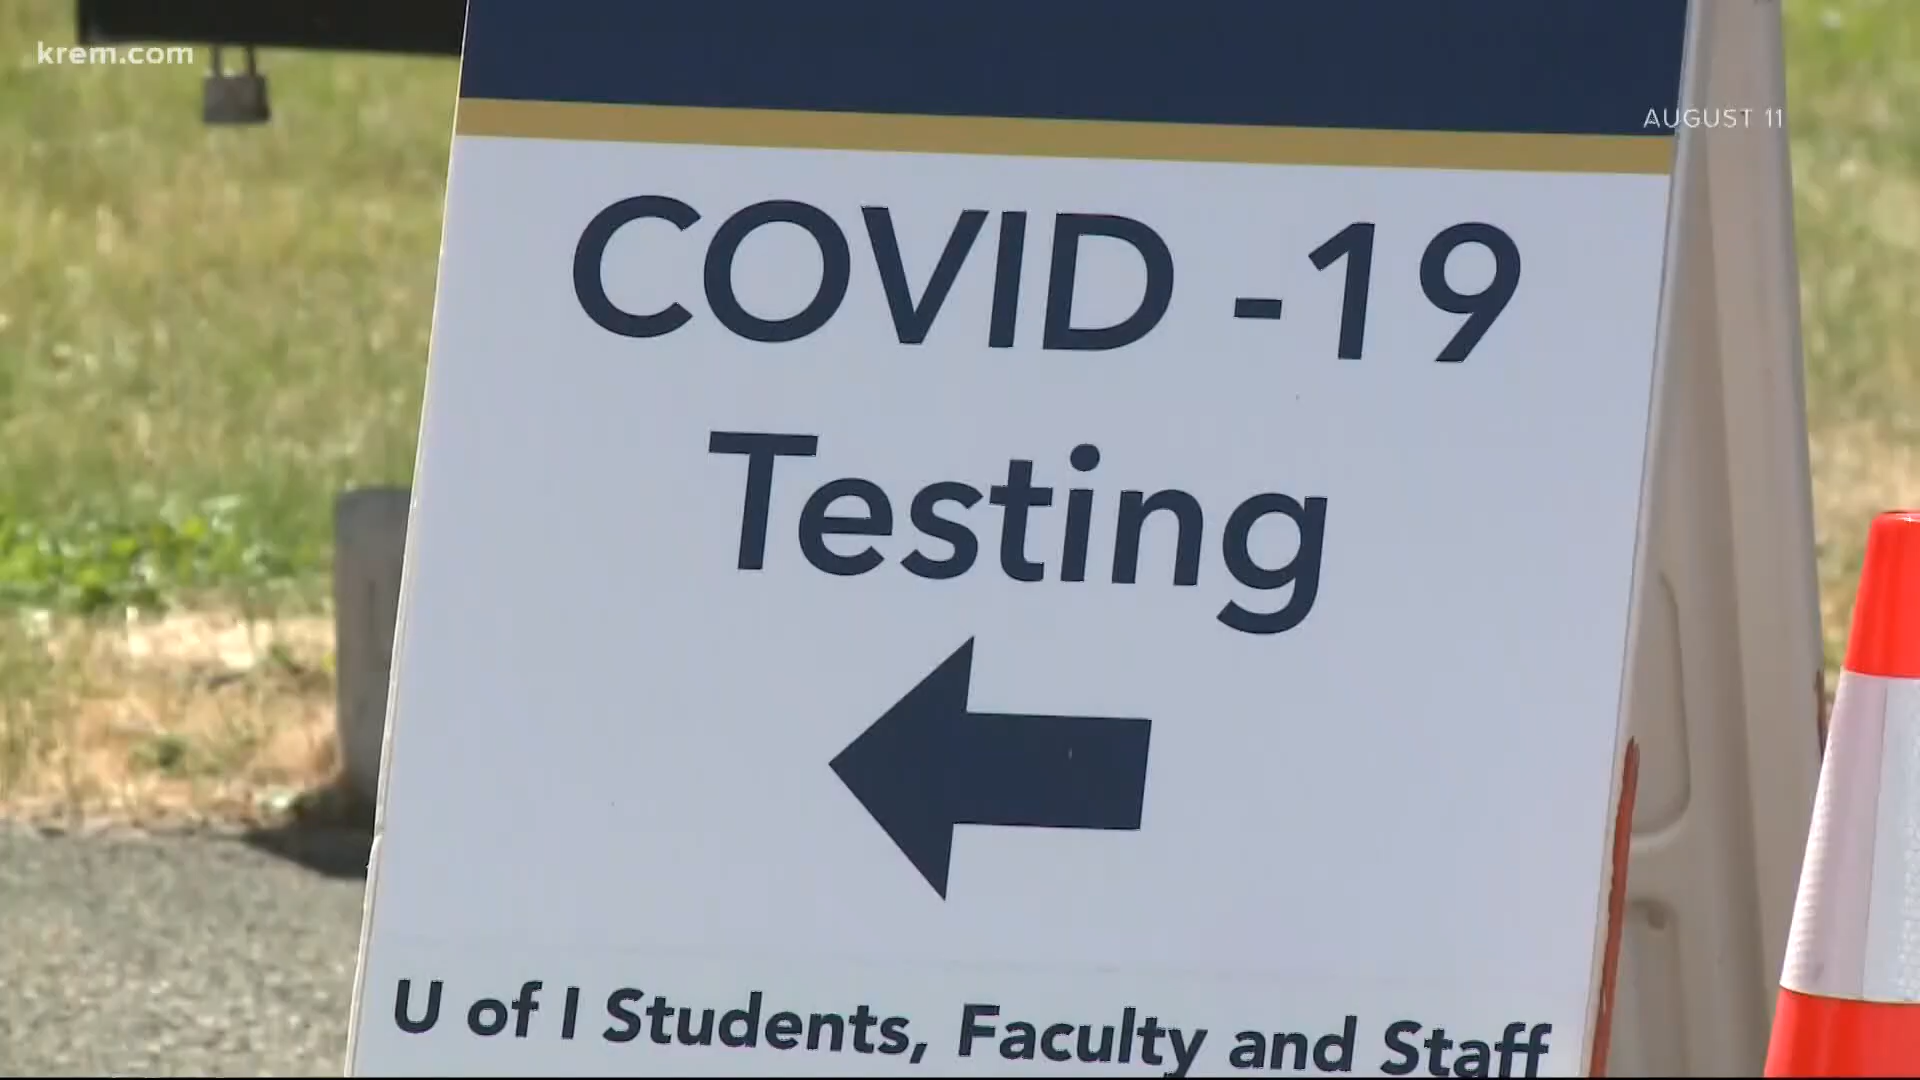 krem.com
AUGUST 11
COVID -19
Testing
U of I Students, Faculty and Staff